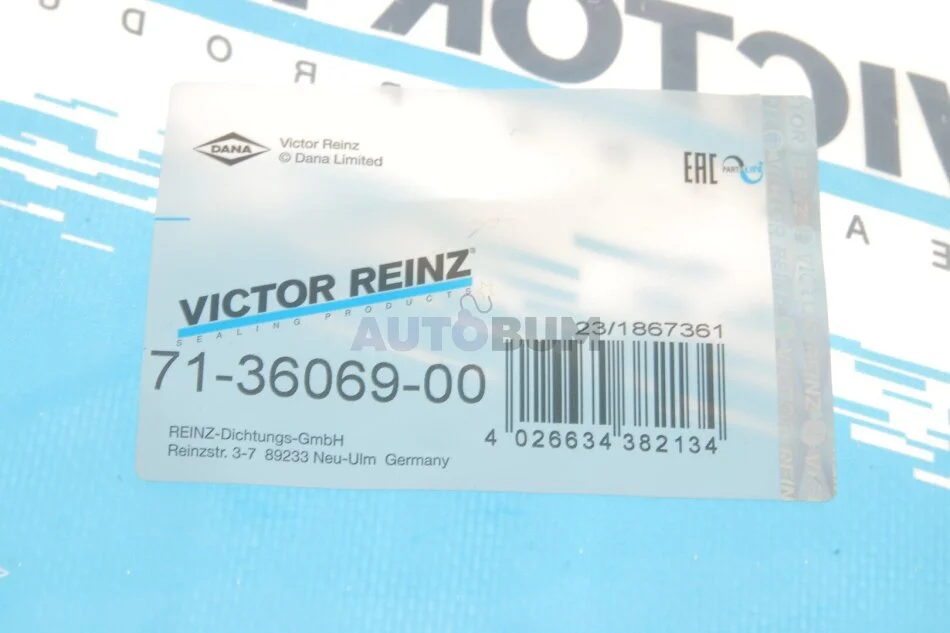 VICTOR
DANA
Victor Reinz
© Dana Limited
EAC
VICTOR REINZ®
SEALING PRODUCTS
AUTOBUM
23/1867361
71-36069-00
4 026634 382134
REINZ-Dichtungs-GmbH
Reinzstr. 3-7 89233 Neu-Ulm Germany